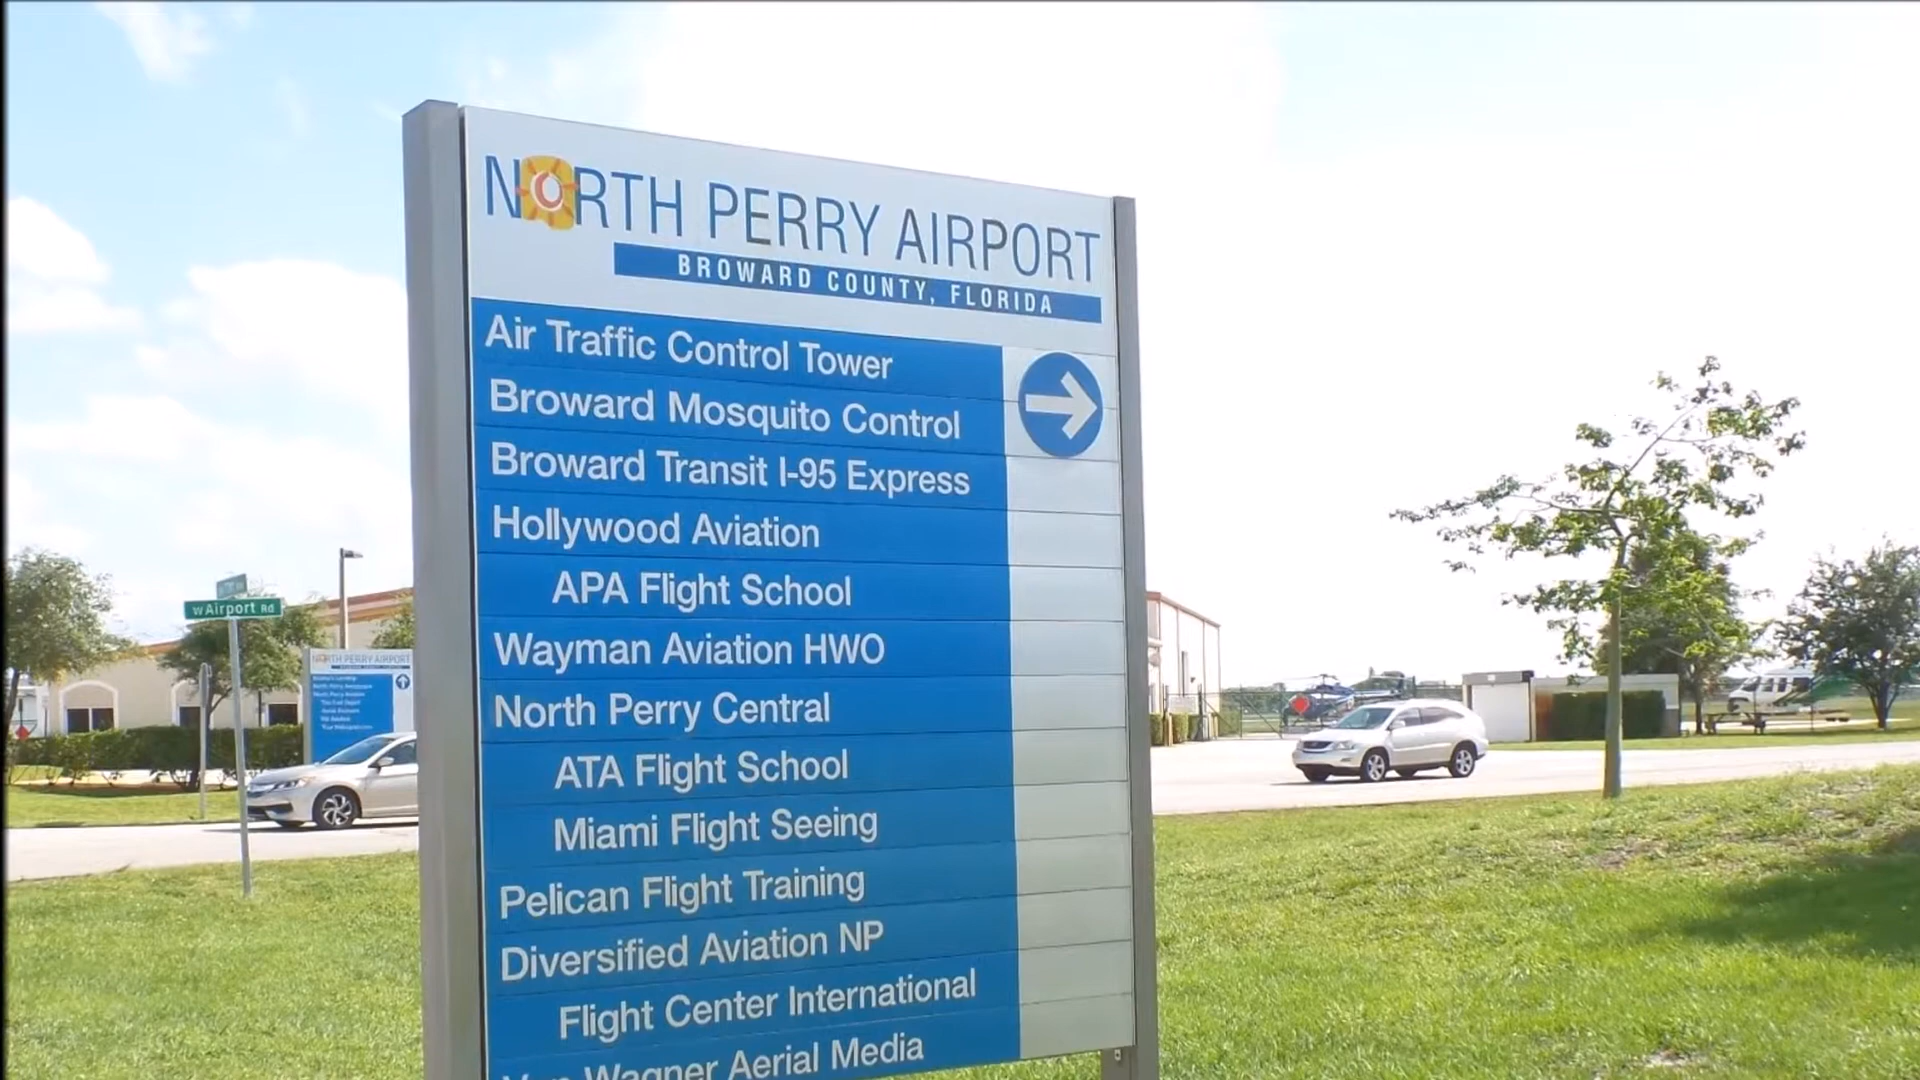 NORTH PERRY AIRPORT
BROWARD COUNTY, FLORIDA
Air Traffic Control Tower
Broward Mosquito Control
Broward Transit I-95 Express
Hollywood Aviation
APA Flight School
Wayman Aviation HWO
North Perry Central
ATA Flight School
Miami Flight Seeing
Pelican Flight Training
Diversified Aviation NP
Flight Center International
Wagner Aerial Media
W Airport Rd
NORTH PERRY AIRPORT